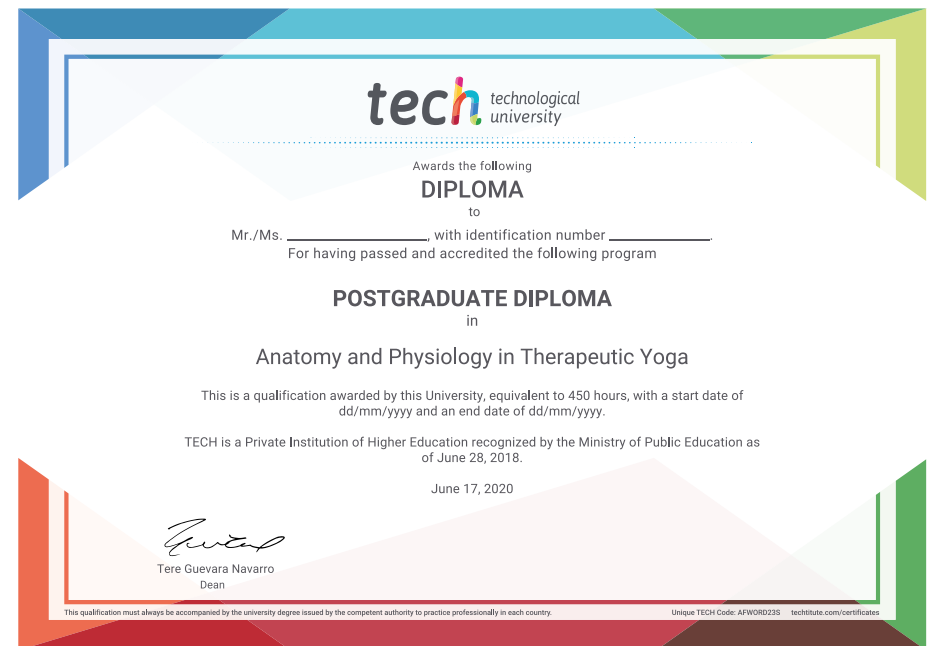 tech technological
university
Awards the following
DIPLOMA
to
Mr./Ms. ____________________, with identification number ______________.
For having passed and accredited the following program
POSTGRADUATE DIPLOMA
in
Anatomy and Physiology in Therapeutic Yoga
This is a qualification awarded by this University, equivalent to 450 hours, with a start date of
dd/mm/yyyy and an end date of dd/mm/yyyy.
TECH is a Private Institution of Higher Education recognized by the Ministry of Public Education as
of June 28, 2018.
June 17, 2020
Tere Guevara Navarro
Dean
This qualification must always be accompanied by the university degree issued by the competent authority to practice professionally in each country.
Unique TECH Code: AFWORD23S techtitute.com/certificates